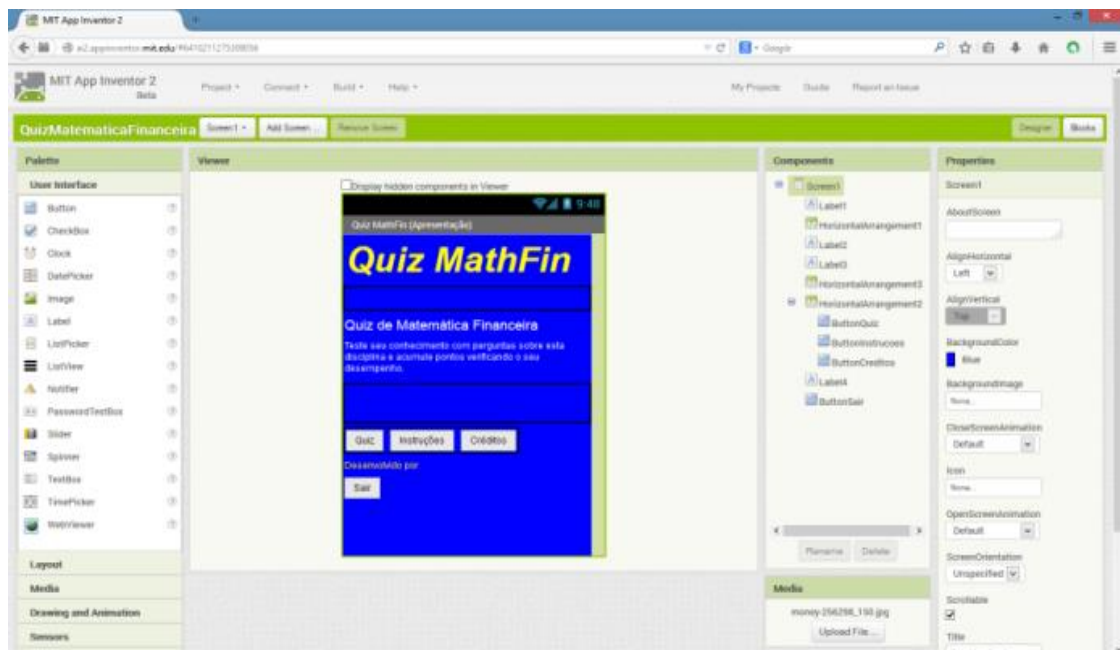 MIT App Inventor 2
ai2.appinventor.mit.edu
Google
MIT App Inventor 2
Beta
Project
Connect
Build
Help
My Projects
Guide
Report an Issue
QuizMatematicaFinanceira
Screen1
Add Screen ...
Remove Screen
Designer
Blocks
Palette
Viewer
Components
Properties
User Interface
Button
CheckBox
Clock
DatePicker
Image
Label
ListPicker
ListView
Notifier
PasswordTextBox
Slider
Spinner
TextBox
TimePicker
WebViewer
Layout
Media
Drawing and Animation
Sensors
Display hidden components in Viewer
9:48
Quiz MathFin (Apresentação)
Quiz MathFin
Quiz de Matemática Financeira
Teste seu conhecimento com perguntas sobre esta
disciplina e acumule pontos verificando o seu
desempenho.
Quiz
Instruções
Créditos
Desenvolvido por
Sair
Screen1
Label1
HorizontalArrangement1
Label2
Label3
HorizontalArrangement3
HorizontalArrangement2
ButtonQuiz
ButtonInstrucoes
ButtonCreditos
Label4
ButtonSair
Rename
Delete
Media
money-256298_150.jpg
Upload File ...
Screen1
AboutScreen
AlignHorizontal
Left
AlignVertical
Top
BackgroundColor
Blue
BackgroundImage
None...
CloseScreenAnimation
Default
Icon
None...
OpenScreenAnimation
Default
ScreenOrientation
Unspecified
Scrollable
Title